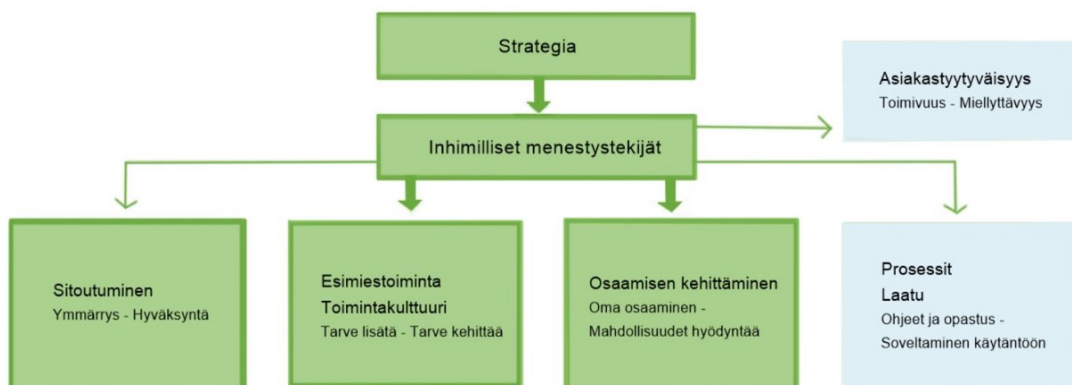 Strategia
Asiakastyytyväisyys
Toimivuus - Miellyttävyys
Inhimilliset menestystekijät
Sitoutuminen
Ymmärrys - Hyväksyntä
Esimiestoiminta
Toimintakulttuuri
Tarve lisätä - Tarve kehittää
Osaamisen kehittäminen
Oma osaaminen -
Mahdollisuudet hyödyntää
Prosessit
Laatu
Ohjeet ja opastus -
Soveltaminen käytäntöön